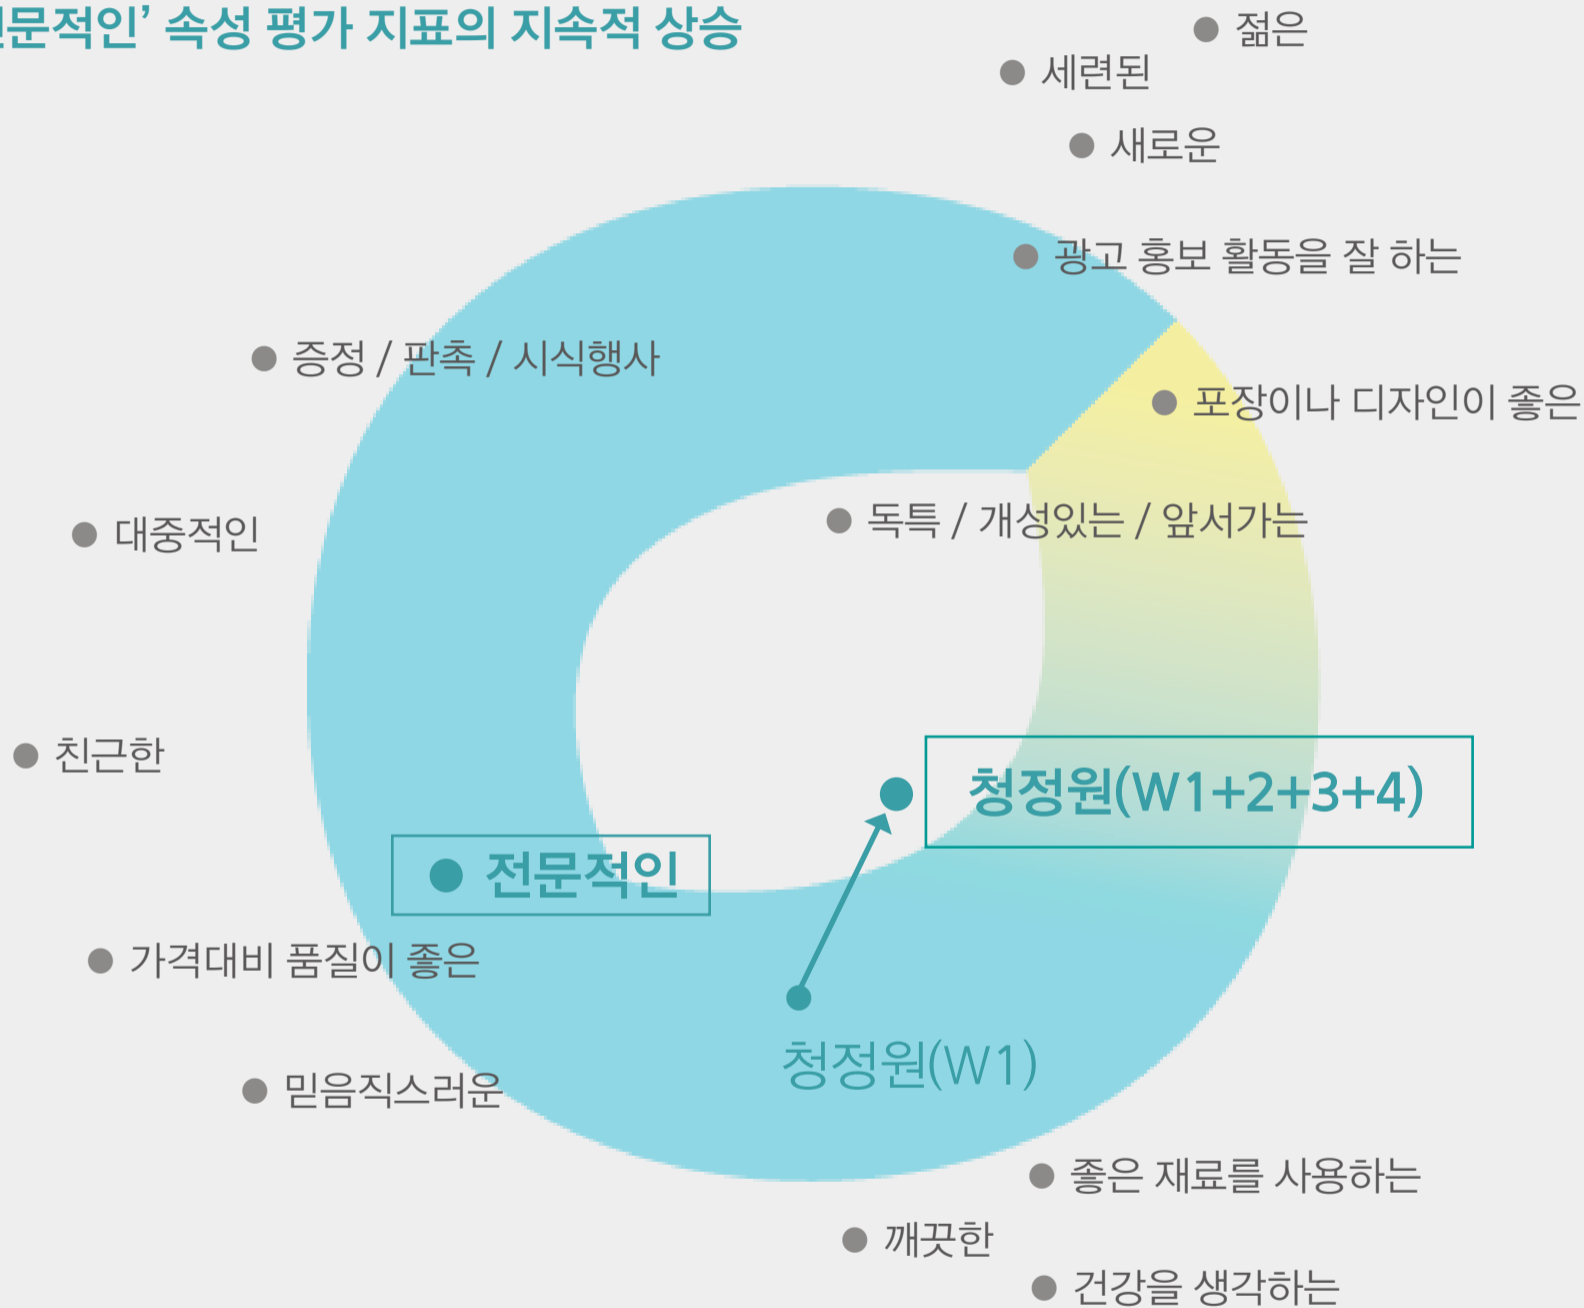 문적인’ 속성 평가 지표의 지속적 상승
젊은
세련된
새로운
광고 홍보 활동을 잘 하는
증정 / 판촉 / 시식행사
포장이나 디자인이 좋은
독특 / 개성있는 / 앞서가는
대중적인
친근한
청정원(W1+2+3+4)
전문적인
가격대비 품질이 좋은
청정원(W1)
믿음직스러운
좋은 재료를 사용하는
깨끗한
건강을 생각하는